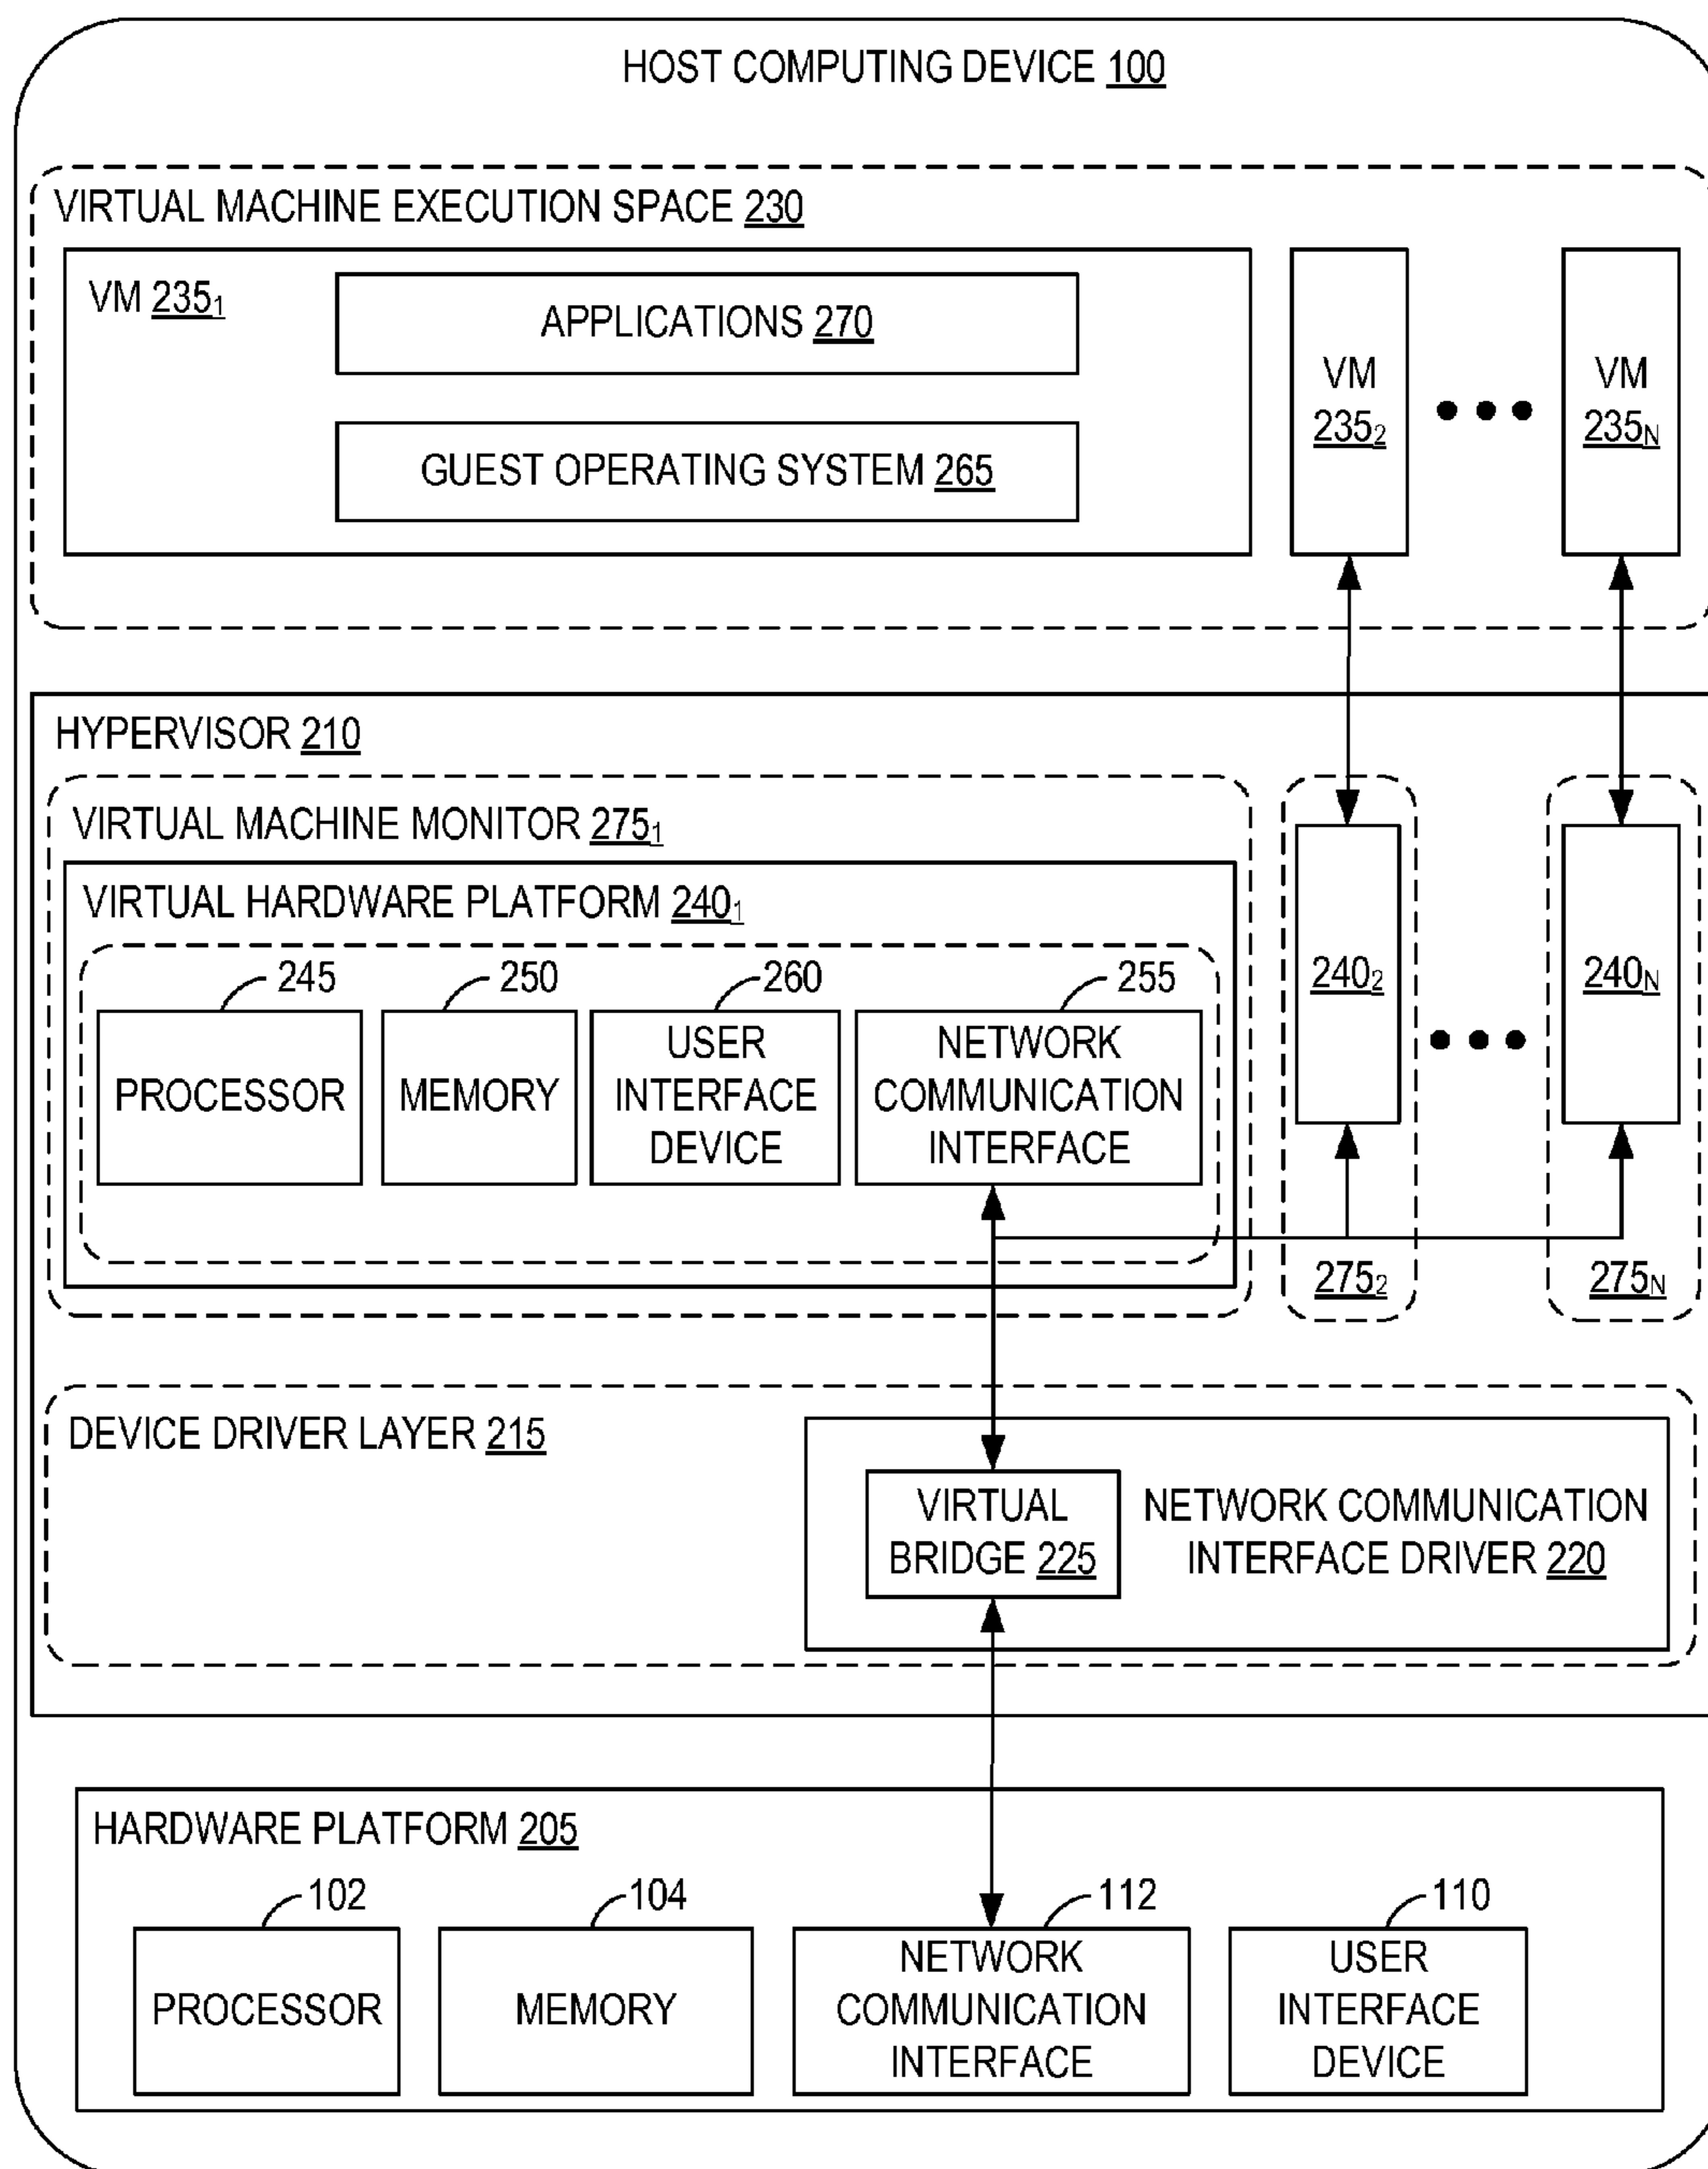 HOST COMPUTING DEVICE 100
VIRTUAL MACHINE EXECUTION SPACE 230
VM 235₁
APPLICATIONS 270
GUEST OPERATING SYSTEM 265
VM
235₂
VM
235N
HYPERVISOR 210
VIRTUAL MACHINE MONITOR 275₁
VIRTUAL HARDWARE PLATFORM 240₁
245
250
260
255
PROCESSOR
MEMORY
USER
INTERFACE
DEVICE
NETWORK
COMMUNICATION
INTERFACE
240₂
240N
275₂
275N
DEVICE DRIVER LAYER 215
VIRTUAL
BRIDGE 225
NETWORK COMMUNICATION
INTERFACE DRIVER 220
HARDWARE PLATFORM 205
102
104
112
110
PROCESSOR
MEMORY
NETWORK
COMMUNICATION
INTERFACE
USER
INTERFACE
DEVICE